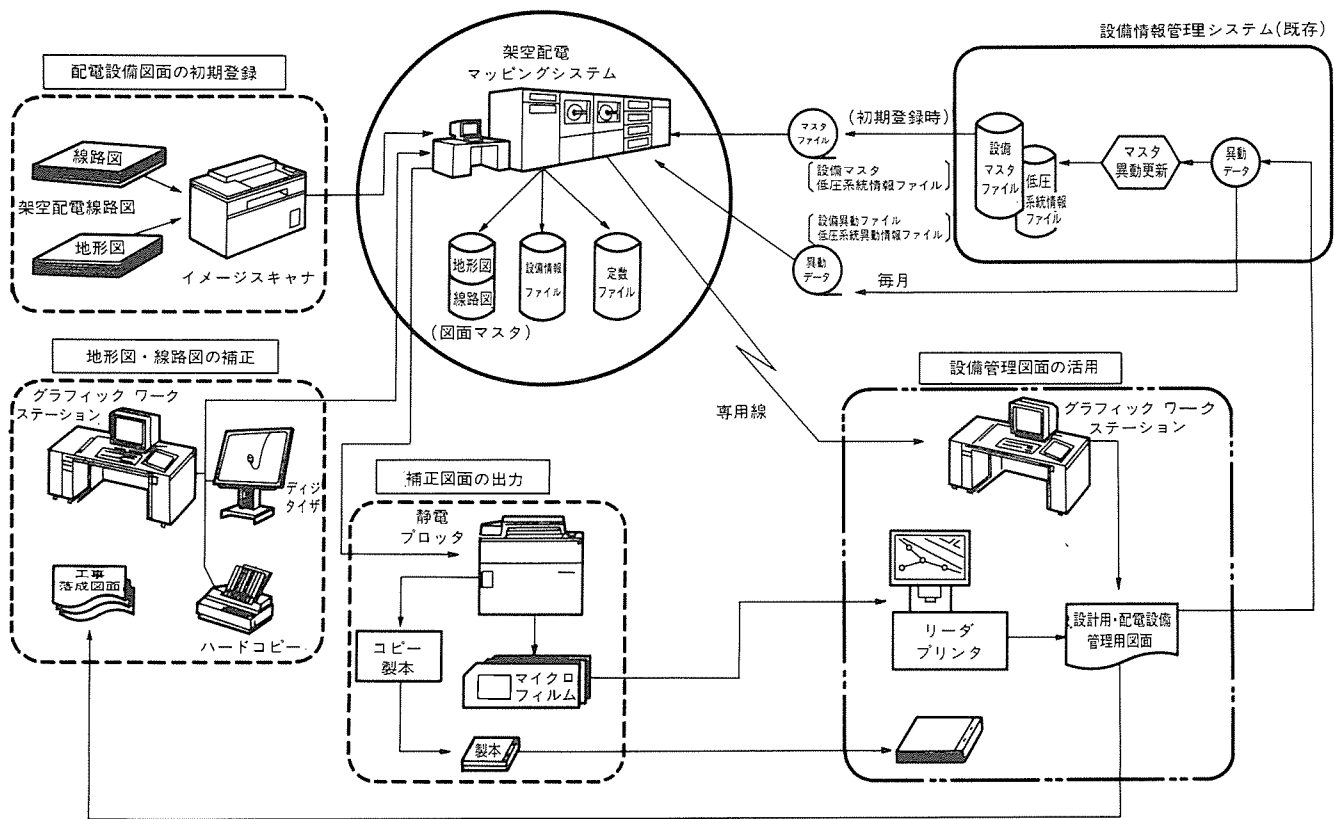 配電設備図面の初期登録
線路図
架空配電線路図
地形図
イメージスキャナ
架空配電
マッピングシステム
地形図
線路図
(図面マスタ)
設備情報
ファイル
定数
ファイル
設備情報管理システム(既存)
マスタ
ファイル
(初期登録時)
設備マスタ
低圧系統情報ファイル
設備
マスタ
ファイル
低圧
系統情報
ファイル
マスタ
異動更新
異動
データ
設備異動ファイル
低圧系統異動情報ファイル
異動
データ
毎月
地形図・線路図の補正
グラフィック ワーク
ステーション
ディジ
タイザ
工事
落成図面
ハードコピー
補正図面の出力
静電
プロッタ
コピー
製本
マイクロ
フィルム
製本
専用線
設備管理図面の活用
グラフィック ワーク
ステーション
リーダ
プリンタ
設計用・配電設備
管理用図面